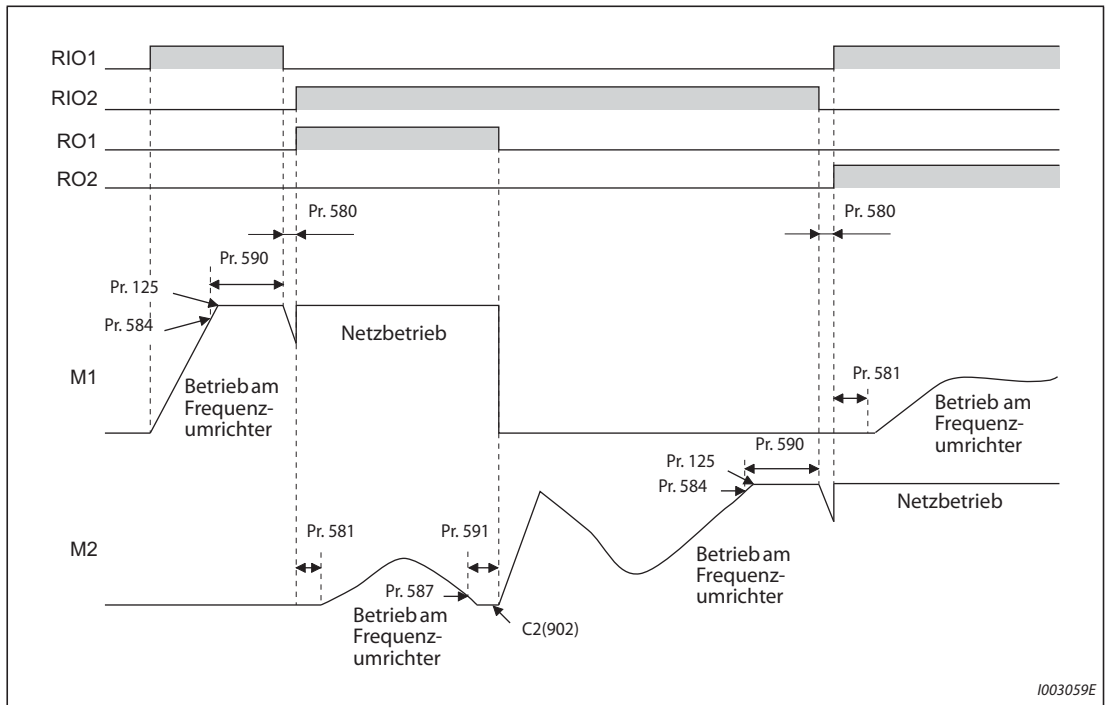 RIO1
RIO2
RO1
RO2
Pr. 580
Pr. 580
Pr. 590
Pr. 125
Pr. 584
Netzbetrieb
M1
Betrieb am
Frequenz-
umrichter
Pr. 581
Betrieb am
Frequenz-
umrichter
Pr. 590
Pr. 125
Pr. 584
Netzbetrieb
M2
Pr. 581
Pr. 591
Pr. 587
Betrieb am
Frequenz-
umrichter
C2(902)
Betrieb am
Frequenz-
umrichter
I003059E